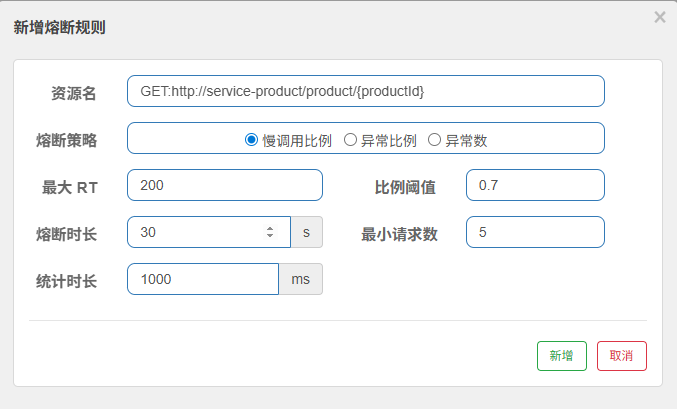 新增熔断规则
×
资源名 GET:http://service-product/product/{productId}
熔断策略 慢调用比例 异常比例 异常数
最大 RT 200 比例阈值 0.7
熔断时长 30 s 最小请求数 5
统计时长 1000 ms
新增 取消